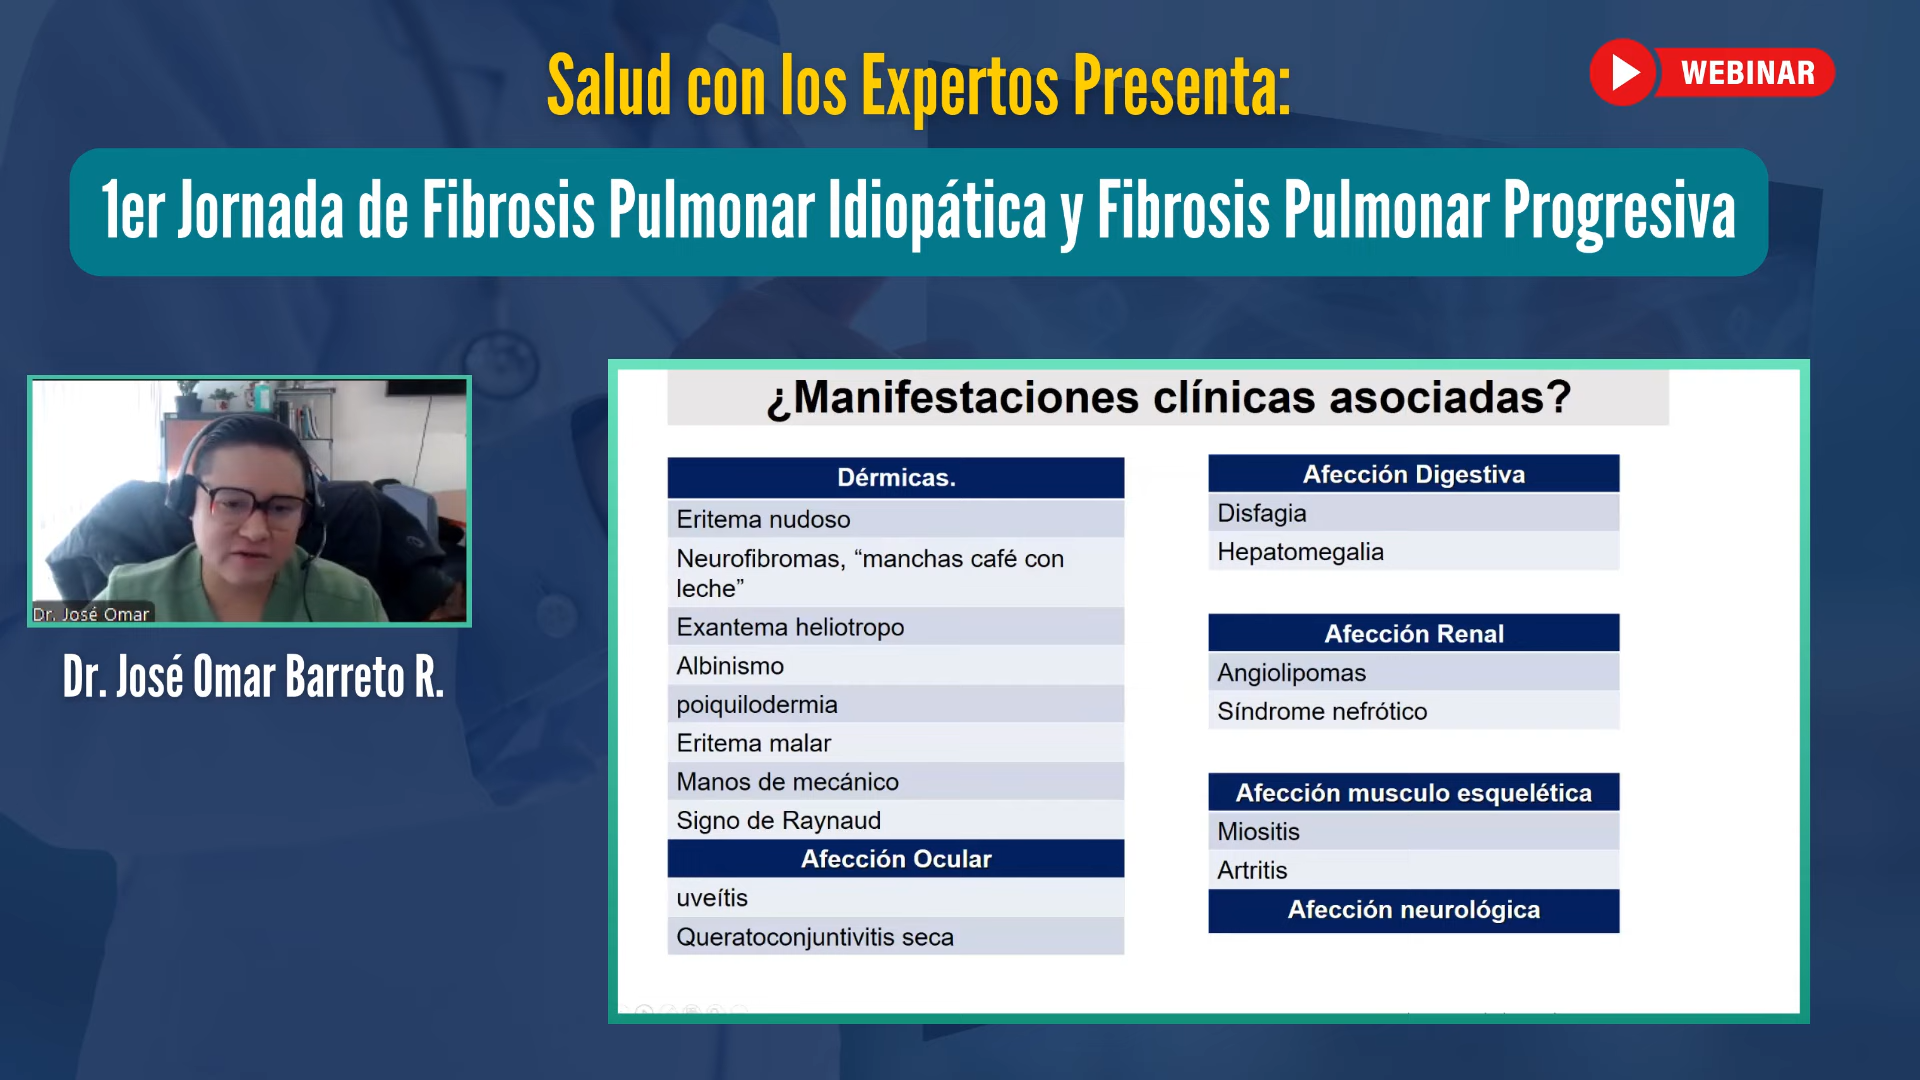 Salud con los Expertos Presenta:
WEBINAR
1er Jornada de Fibrosis Pulmonar Idiopática y Fibrosis Pulmonar Progresiva
Dr. José Omar
Dr. José Omar Barreto R.
¿Manifestaciones clínicas asociadas?
Dérmicas.
Eritema nudoso
Neurofibromas, “manchas café con
leche”
Exantema heliotropo
Albinismo
poiquilodermia
Eritema malar
Manos de mecánico
Signo de Raynaud
Afección Ocular
uveítis
Queratoconjuntivitis seca
Afección Digestiva
Disfagia
Hepatomegalia
Afección Renal
Angiolipomas
Síndrome nefrótico
Afección musculo esquelética
Miositis
Artritis
Afección neurológica